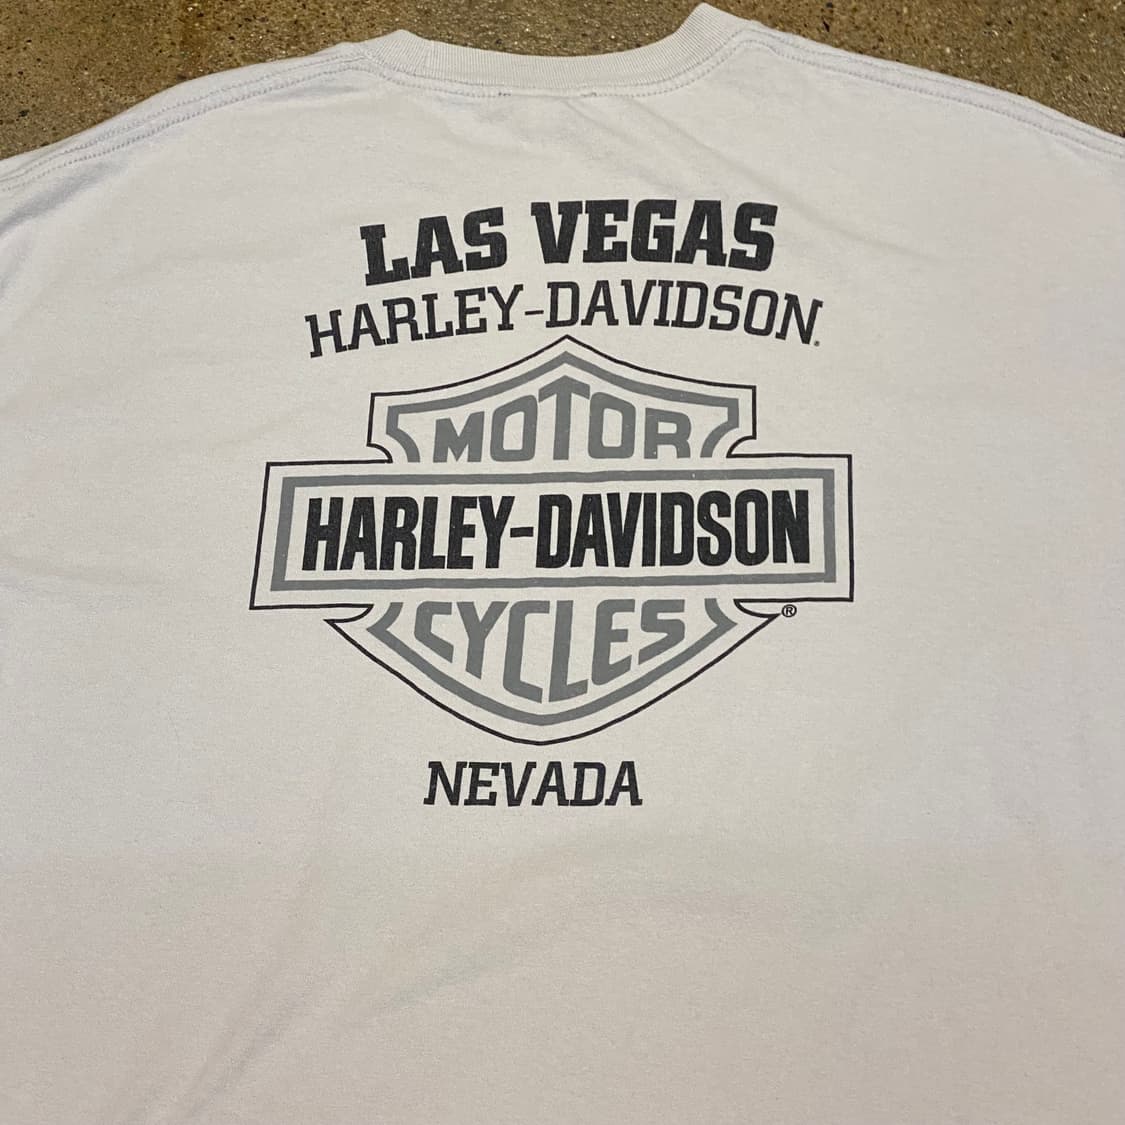 LAS VEGAS
HARLEY-DAVIDSON.
MOTOR
HARLEY-DAVIDSON
CYCLES ®
NEVADA